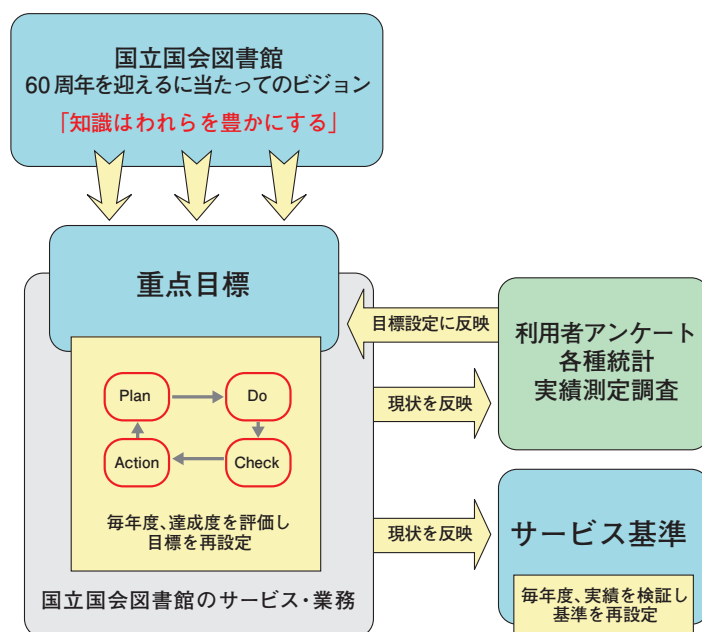 国立国会図書館
60周年を迎えるに当たってのビジョン
「知識はわれらを豊かにする」
重点目標
目標設定に反映
利用者アンケート
各種統計
実績測定調査
Plan
Do
現状を反映
Action
Check
毎年度、達成度を評価し
目標を再設定
現状を反映
サービス基準
毎年度、実績を検証し
基準を再設定
国立国会図書館のサービス・業務